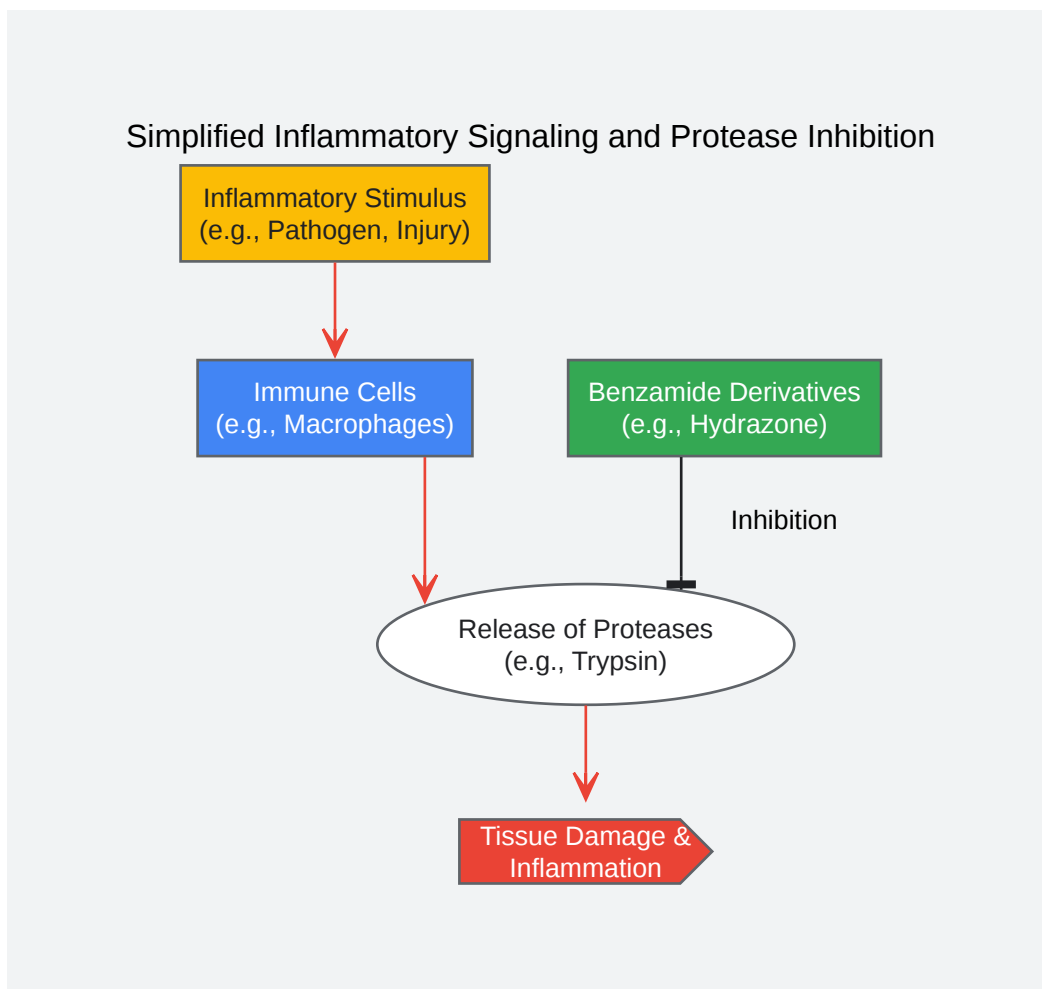 Simplified Inflammatory Signaling and Protease Inhibition
Inflammatory Stimulus
(e.g., Pathogen, Injury)
Immune Cells
(e.g., Macrophages)
Benzamide Derivatives
(e.g., Hydrazone)
Inhibition
Release of Proteases
(e.g., Trypsin)
Tissue Damage &
Inflammation